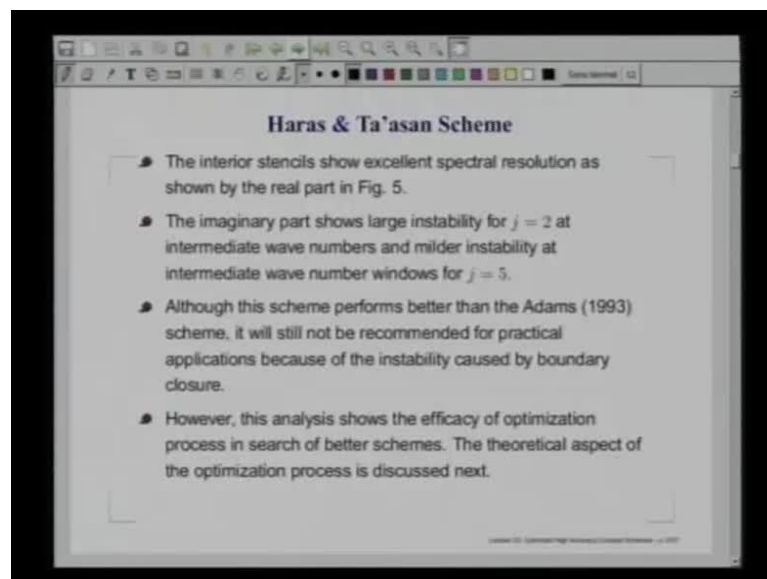 Haras & Ta'asan Scheme
The interior stencils show excellent spectral resolution as
shown by the real part in Fig. 5.
The imaginary part shows large instability for j = 2 at
intermediate wave numbers and milder instability at
intermediate wave number windows for j = 5.
Although this scheme performs better than the Adams (1993)
scheme, it will still not be recommended for practical
applications because of the instability caused by boundary
closure.
However, this analysis shows the efficacy of optimization
process in search of better schemes. The theoretical aspect of
the optimization process is discussed next.